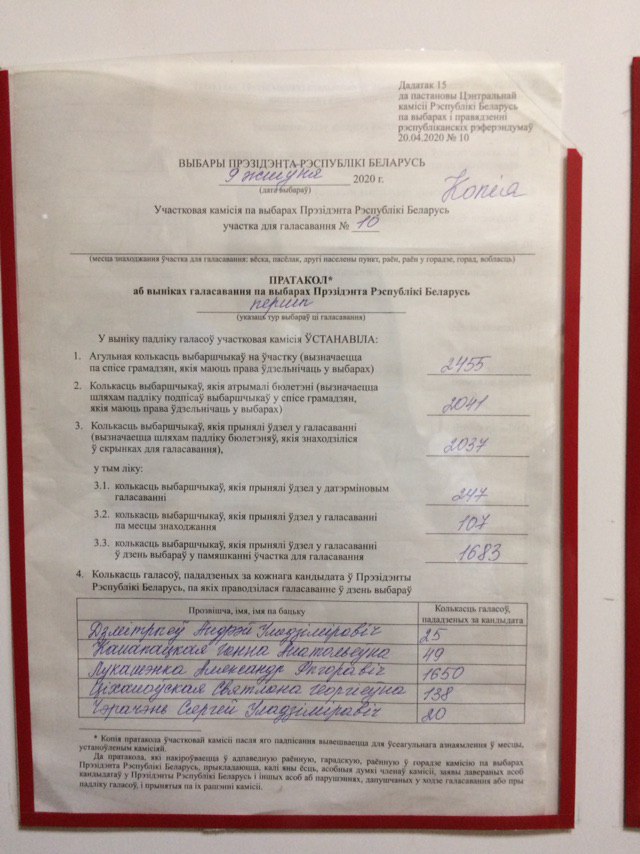 Дадатак 15
да пастановы Цэнтральнай
камісіі Рэспублікі Беларусь
па выбарах і правядзенні
рэспубліканскіх рэферэндумаў
20.04.2020 № 10
ВЫБАРЫ ПРЭЗІДЭНТА РЭСПУБЛІКІ БЕЛАРУСЬ
9 жніўня 2020 г.
(дата выбараў)
Копія
Участковая камісія па выбарах Прэзідэнта Рэспублікі Беларусь
участка для галасавання № 10
(месца знаходжання ўчастка для галасавання: вёска, пасёлак, другі населены пункт, раён, раён у горадзе, горад, вобласць)
ПРАТАКОЛ*
аб выніках галасавання па выбарах Прэзідэнта Рэспублікі Беларусь
першы
(указаць тур выбараў ці галасавання)
У выніку падліку галасоў участковая камісія ЎСТАНАВІЛА:
1. Агульная колькасць выбаршчыкаў на ўчастку (вызначаецца
па спісе грамадзян, якія маюць права ўдзельнічаць у выбарах) 2455
2. Колькасць выбаршчыкаў, якія атрымалі бюлетэні (вызначаецца
шляхам падліку подпісаў выбаршчыкаў у спісе грамадзян,
якія маюць права ўдзельнічаць у выбарах) 2041
3. Колькасць выбаршчыкаў, якія прынялі ўдзел у галасаванні
(вызначаецца шляхам падліку бюлетэняў, якія знаходзіліся
ў скрынках для галасавання), 2037
у тым ліку:
3.1. колькасць выбаршчыкаў, якія прынялі ўдзел у датэрміновым
галасаванні 247
3.2. колькасць выбаршчыкаў, якія прынялі ўдзел у галасаванні
па месцы знаходжання 107
3.3. колькасць выбаршчыкаў, якія прынялі ўдзел у галасаванні
ў дзень выбараў у памяшканні ўчастка для галасавання 1683
4. Колькасць галасоў, пададзеных за кожнага кандыдата ў Прэзідэнты
Рэспублікі Беларусь, па якіх праводзілася галасаванне ў дзень выбараў
Прозвішча, імя, імя па бацьку Колькасць галасоў,
пададзеных за кандыдата
Дзмітрыеў Андрэй Уладзіміравіч 25
Канапацкая Ганна Анатольеўна 49
Лукашэнка Аляксандр Рыгоравіч 1650
Ціханоўская Святлана Георгіеўна 138
Чэрачэнь Сяргей Уладзіміравіч 20
* Копія пратакола ўчастковай камісіі пасля яго падпісання вывешваецца для ўсеагульнага азнаямлення ў месцы,
устаноўленым камісіяй.
Да пратакола, які накіроўваецца ў адпаведную раённую, гарадскую, раённую ў горадзе камісію па выбарах
Прэзідэнта Рэспублікі Беларусь, прыкладаюцца, калі яны ёсць, асобныя думкі членаў камісіі, заявы давераных асоб
кандыдатаў у Прэзідэнты Рэспублікі Беларусь і іншых асоб аб парушэннях, дапушчаных у ходзе галасавання або пры
падліку галасоў, і прынятыя па іх рашэнні камісіі.